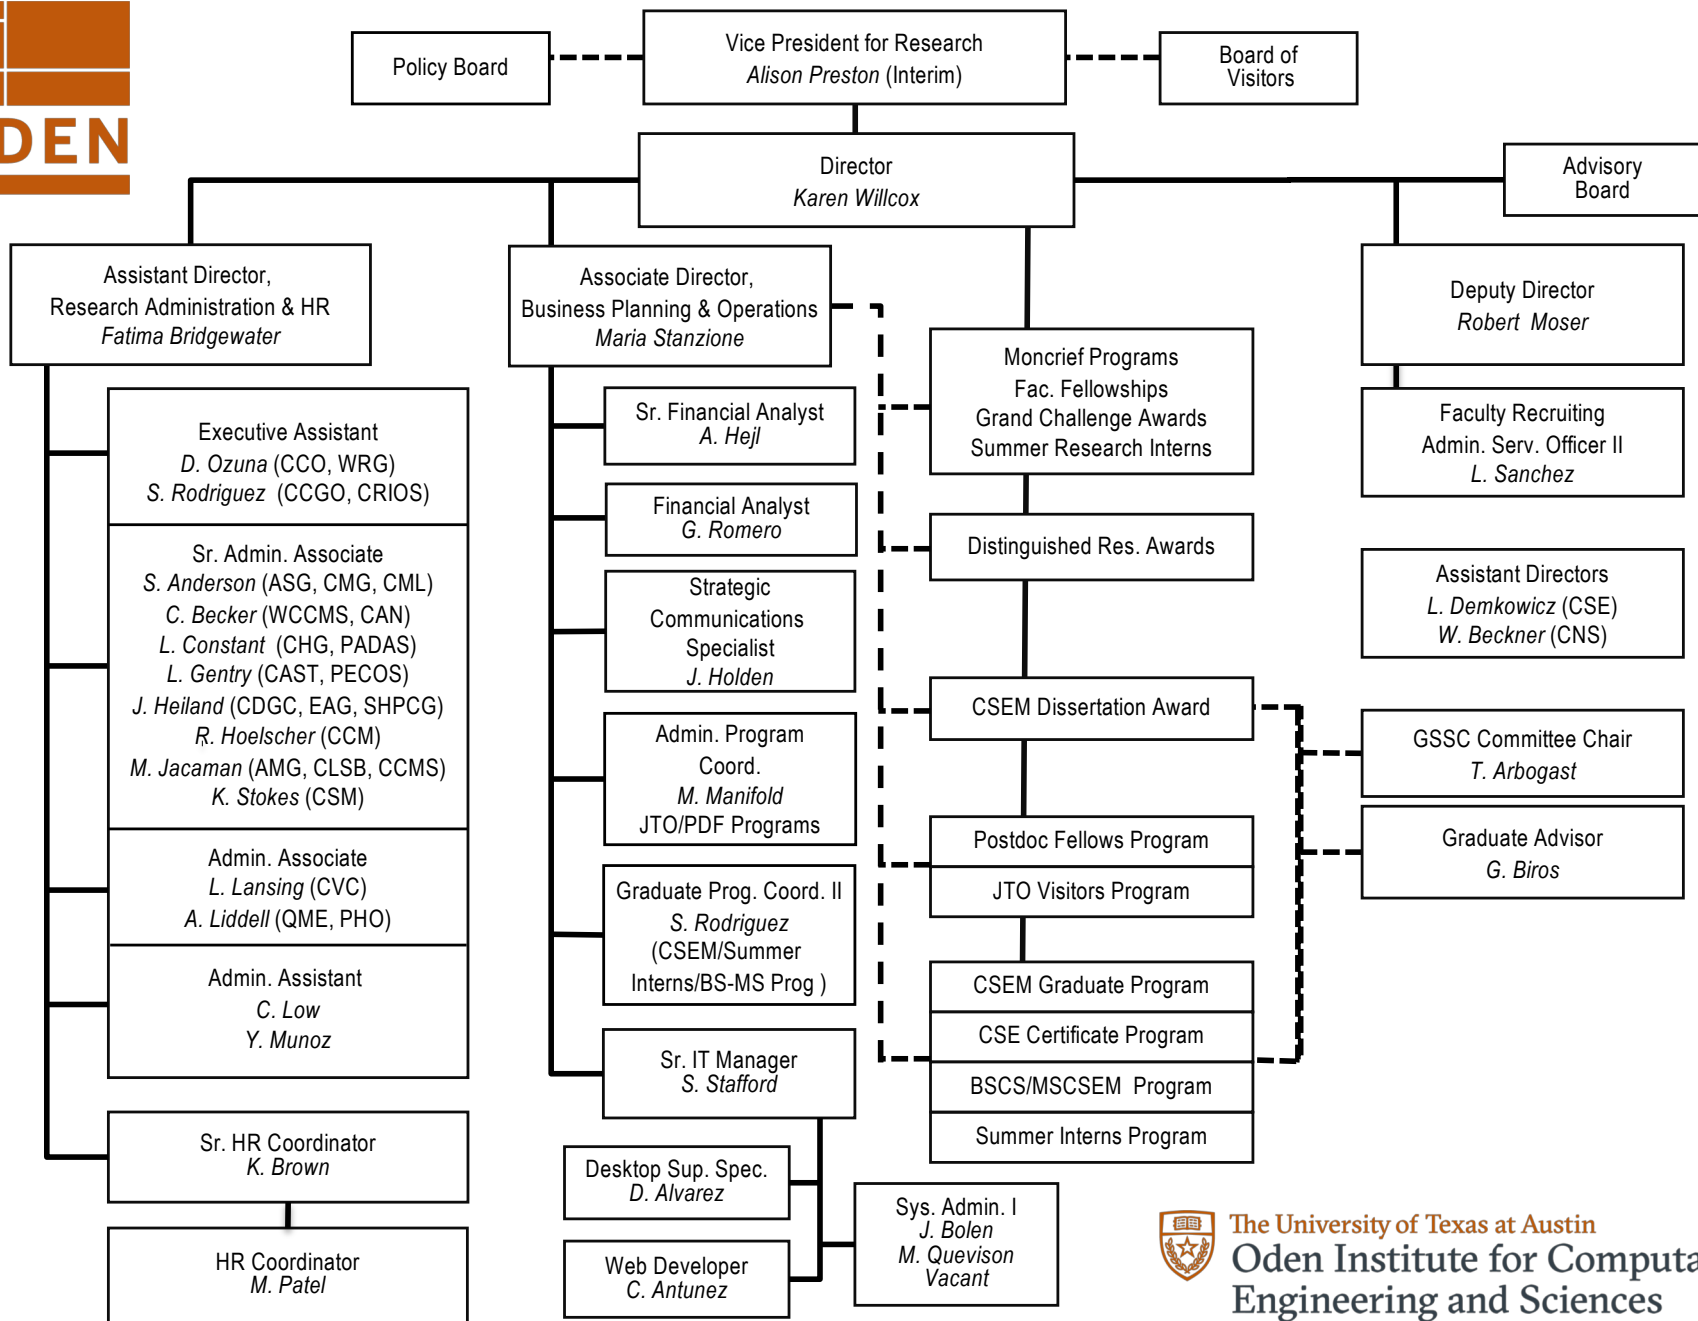 DEN
Policy Board
Vice President for Research
Alison Preston (Interim)
Board of
Visitors
Director
Karen Willcox
Advisory
Board
Assistant Director,
Research Administration & HR
Fatima Bridgewater
Associate Director,
Business Planning & Operations
Maria Stanzione
Deputy Director
Robert Moser
Executive Assistant
D. Ozuna (CCO, WRG)
S. Rodriguez (CCGO, CRIOS)
Sr. Admin. Associate
S. Anderson (ASG, CMG, CML)
C. Becker (WCCMS, CAN)
L. Constant (CHG, PADAS)
L. Gentry (CAST, PECOS)
J. Heiland (CDGC, EAG, SHPCG)
R. Hoelscher (CCM)
M. Jacaman (AMG, CLSB, CCMS)
K. Stokes (CSM)
Admin. Associate
L. Lansing (CVC)
A. Liddell (QME, PHO)
Admin. Assistant
C. Low
Y. Munoz
Sr. HR Coordinator
K. Brown
HR Coordinator
M. Patel
Sr. Financial Analyst
A. Hejl
Financial Analyst
G. Romero
Strategic
Communications
Specialist
J. Holden
Admin. Program
Coord.
M. Manifold
JTO/PDF Programs
Graduate Prog. Coord. II
S. Rodriguez
(CSEM/Summer
Interns/BS-MS Prog )
Sr. IT Manager
S. Stafford
Desktop Sup. Spec.
D. Alvarez
Web Developer
C. Antunez
Sys. Admin. I
J. Bolen
M. Quevison
Vacant
Moncrief Programs
Fac. Fellowships
Grand Challenge Awards
Summer Research Interns
Distinguished Res. Awards
CSEM Dissertation Award
Postdoc Fellows Program
JTO Visitors Program
CSEM Graduate Program
CSE Certificate Program
BSCS/MSCSEM Program
Summer Interns Program
Faculty Recruiting
Admin. Serv. Officer II
L. Sanchez
Assistant Directors
L. Demkowicz (CSE)
W. Beckner (CNS)
GSSC Committee Chair
T. Arbogast
Graduate Advisor
G. Biros
The University of Texas at Austin
Oden Institute for Computa
Engineering and Sciences